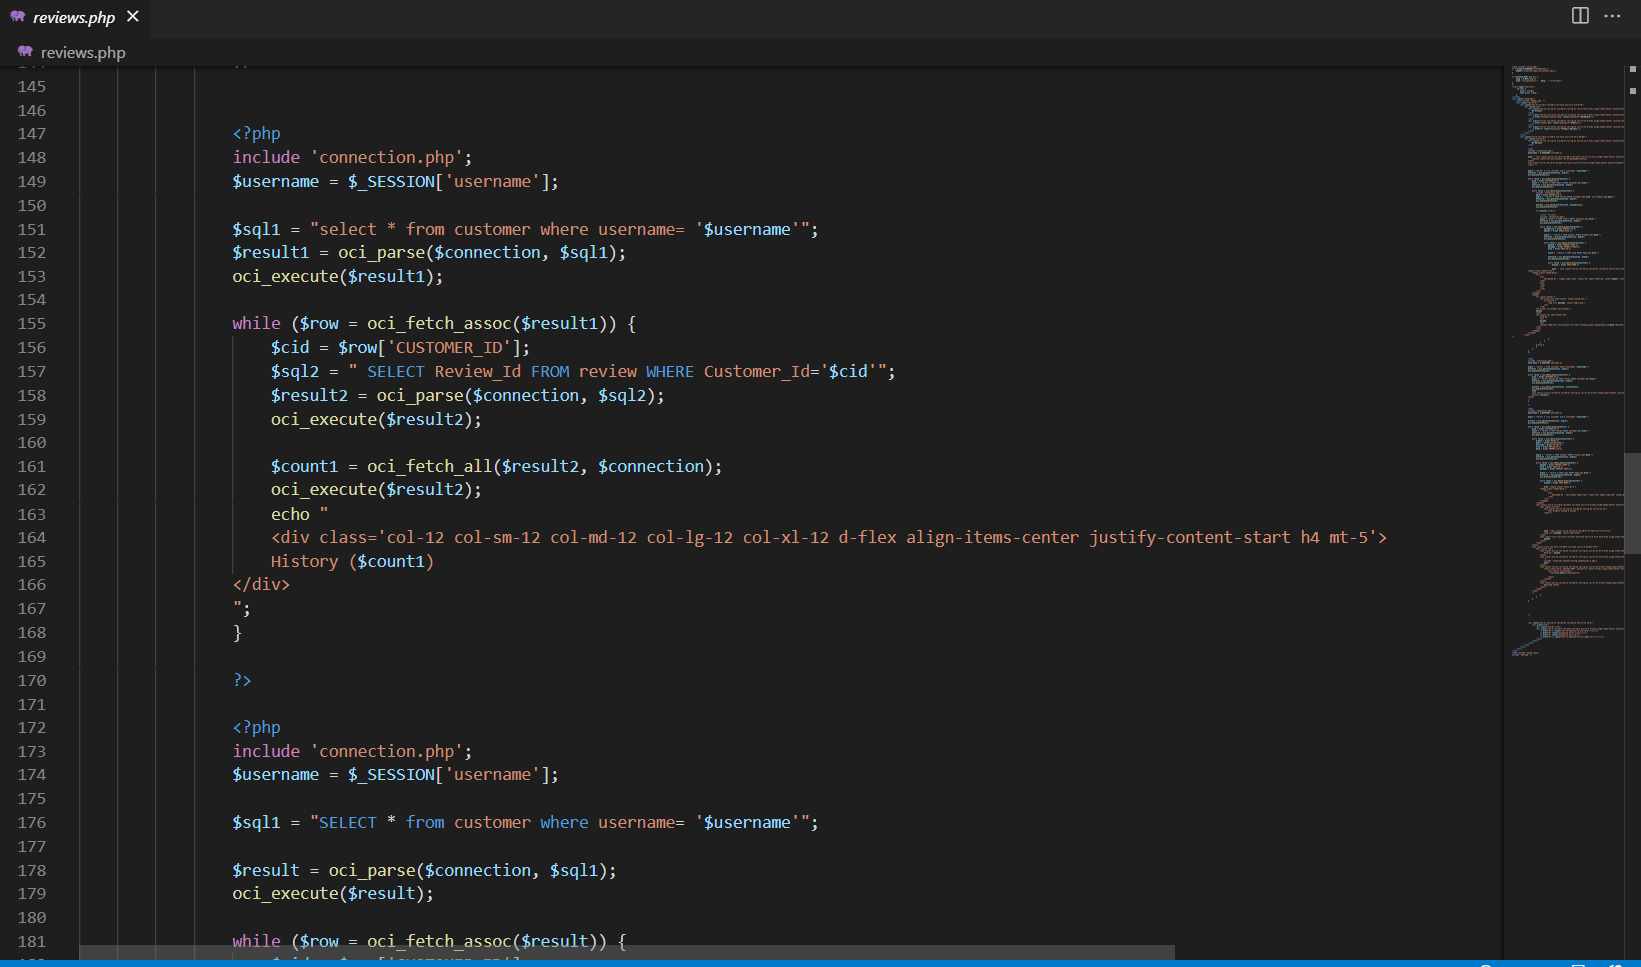 reviews.php
reviews.php
145
146
147 <?php
148 include 'connection.php';
149 $username = $_SESSION['username'];
150
151 $sql1 = "select * from customer where username= '$username'";
152 $result1 = oci_parse($connection, $sql1);
153 oci_execute($result1);
154
155 while ($row = oci_fetch_assoc($result1)) {
156 $cid = $row['CUSTOMER_ID'];
157 $sql2 = " SELECT Review_Id FROM review WHERE Customer_Id='$cid'";
158 $result2 = oci_parse($connection, $sql2);
159 oci_execute($result2);
160
161 $count1 = oci_fetch_all($result2, $connection);
162 oci_execute($result2);
163 echo "
164 <div class='col-12 col-sm-12 col-md-12 col-lg-12 col-xl-12 d-flex align-items-center justify-content-start h4 mt-5'>
165 History ($count1)
166 </div>
167 ";
168 }
169
170 ?>
171
172 <?php
173 include 'connection.php';
174 $username = $_SESSION['username'];
175
176 $sql1 = "SELECT * from customer where username= '$username'";
177
178 $result = oci_parse($connection, $sql1);
179 oci_execute($result);
180
181 while ($row = oci_fetch_assoc($result)) {